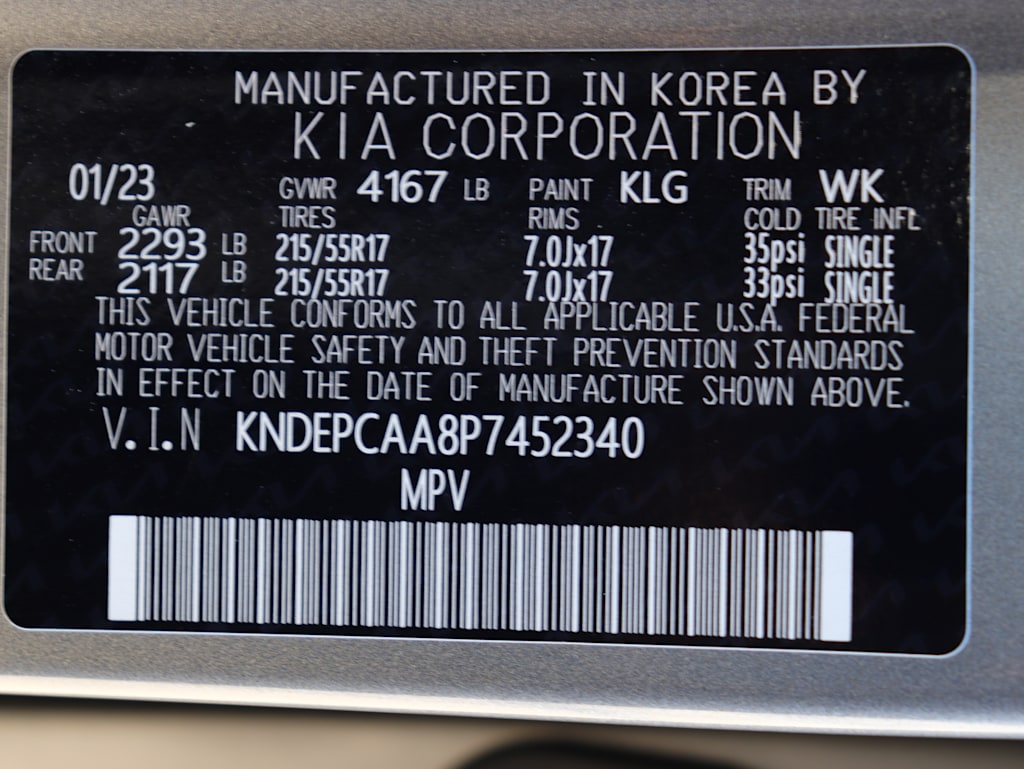 MANUFACTURED IN KOREA BY
KIA CORPORATION
01/23 GVWR 4167 LB PAINT KLG TRIM WK
GAWR TIRES RIMS COLD TIRE INFL
FRONT 2293 LB 215/55R17 7.0Jx17 35psi SINGLE
REAR 2117 LB 215/55R17 7.0Jx17 33psi SINGLE
THIS VEHICLE CONFORMS TO ALL APPLICABLE U.S.A. FEDERAL
MOTOR VEHICLE SAFETY AND THEFT PREVENTION STANDARDS
IN EFFECT ON THE DATE OF MANUFACTURE SHOWN ABOVE.
V.I.N KNDEPCAA8P7452340
MPV